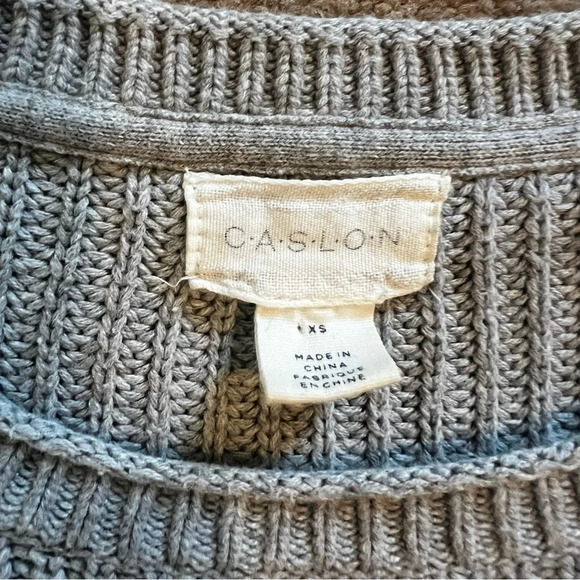 C·A·S·L·O·N
XS
MADE IN
CHINA
FABRIQUE
EN CHINE